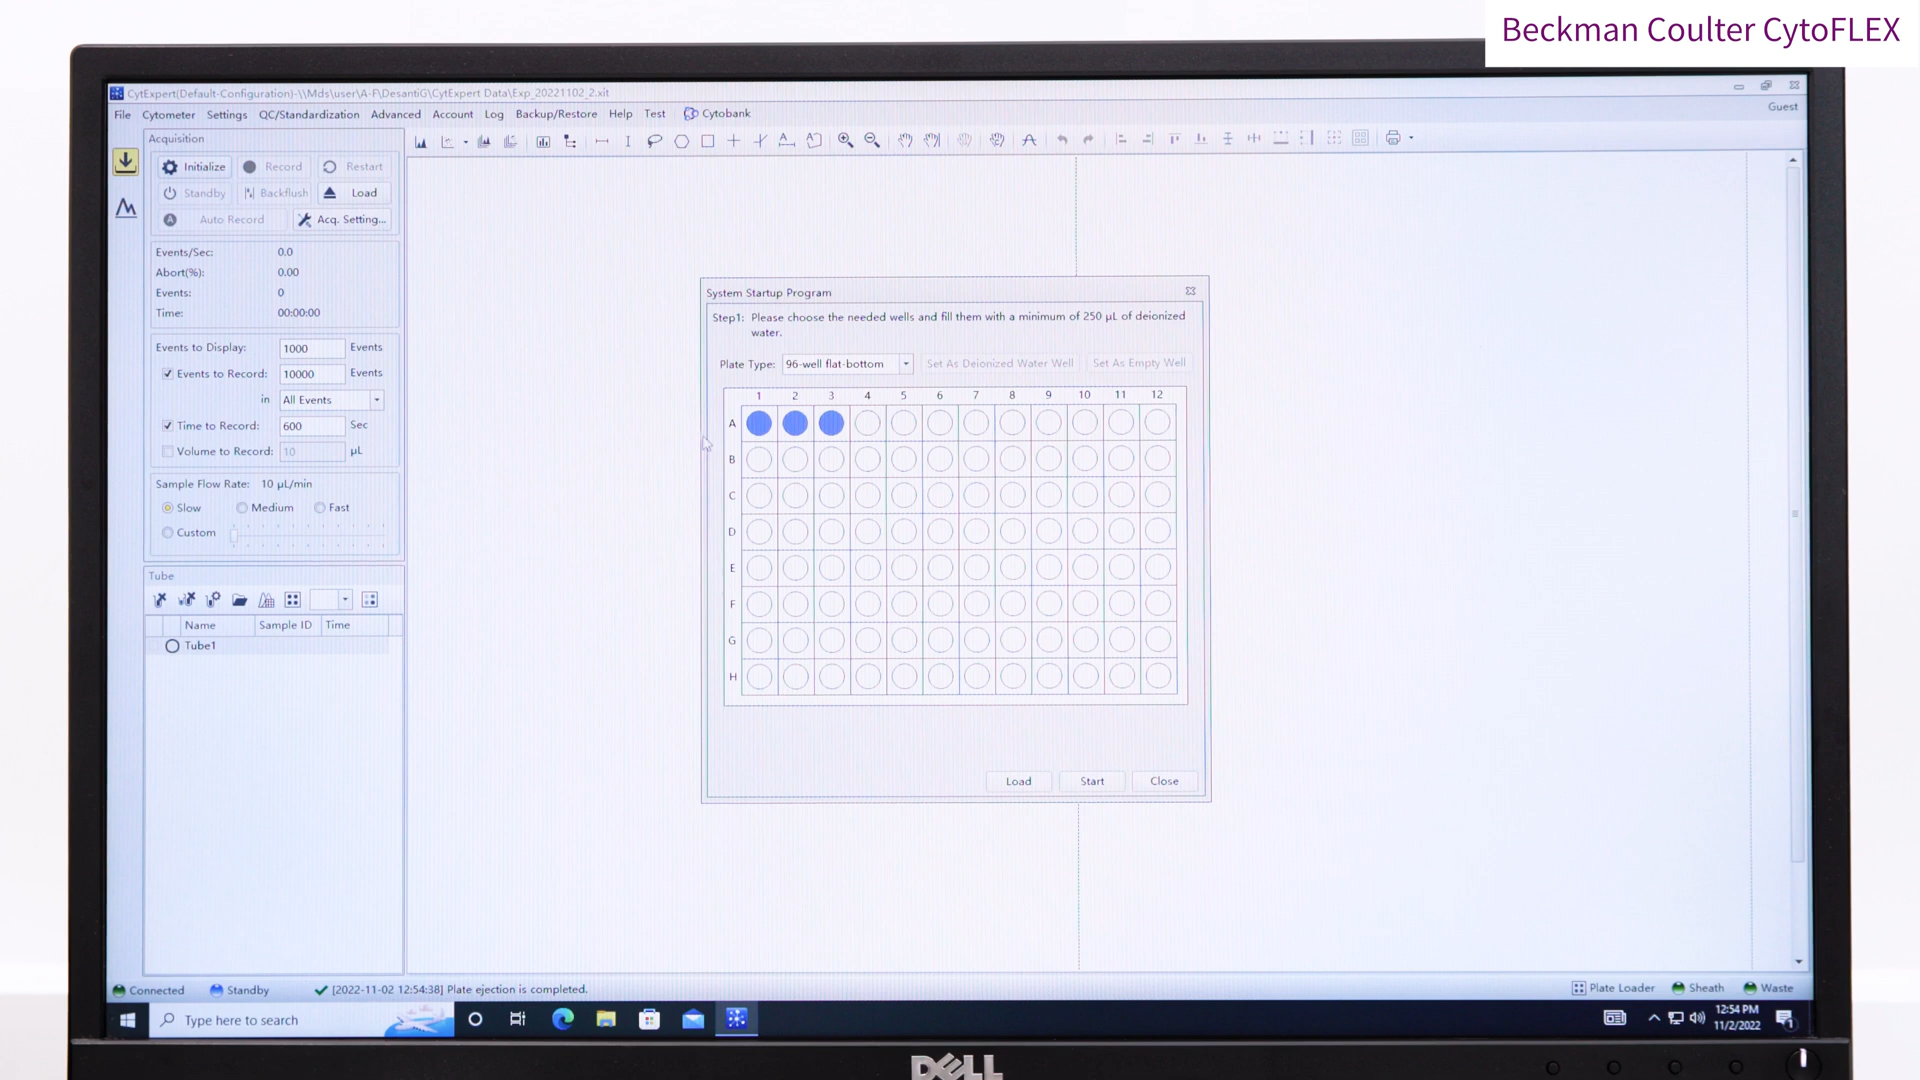 Beckman Coulter CytoFLEX
CytExpert(Default-Configuration)-\\Mds\user\A-F\DesantiG\CytExpert Data\Exp_20221102_2.xit
File Cytometer Settings QC/Standardization Advanced Account Log Backup/Restore Help Test Cytobank
Guest
Acquisition
Initialize Record Restart
Standby Backflush Load
Auto Record Acq. Setting...
Events/Sec: 0.0
Abort(%): 0.00
Events: 0
Time: 00:00:00
Events to Display: 1000 Events
Events to Record: 10000 Events
in All Events
Time to Record: 600 Sec
Volume to Record: 10 µL
Sample Flow Rate: 10 µL/min
Slow Medium Fast
Custom
Tube
Name Sample ID Time
Tube1
System Startup Program
Step1: Please choose the needed wells and fill them with a minimum of 250 µL of deionized
water.
Plate Type: 96-well flat-bottom Set As Deionized Water Well Set As Empty Well
1 2 3 4 5 6 7 8 9 10 11 12
A
B
C
D
E
F
G
H
Load Start Close
Connected Standby [2022-11-02 12:54:38] Plate ejection is completed. Plate Loader Sheath Waste
Type here to search
12:54 PM
11/2/2022
1
DELL